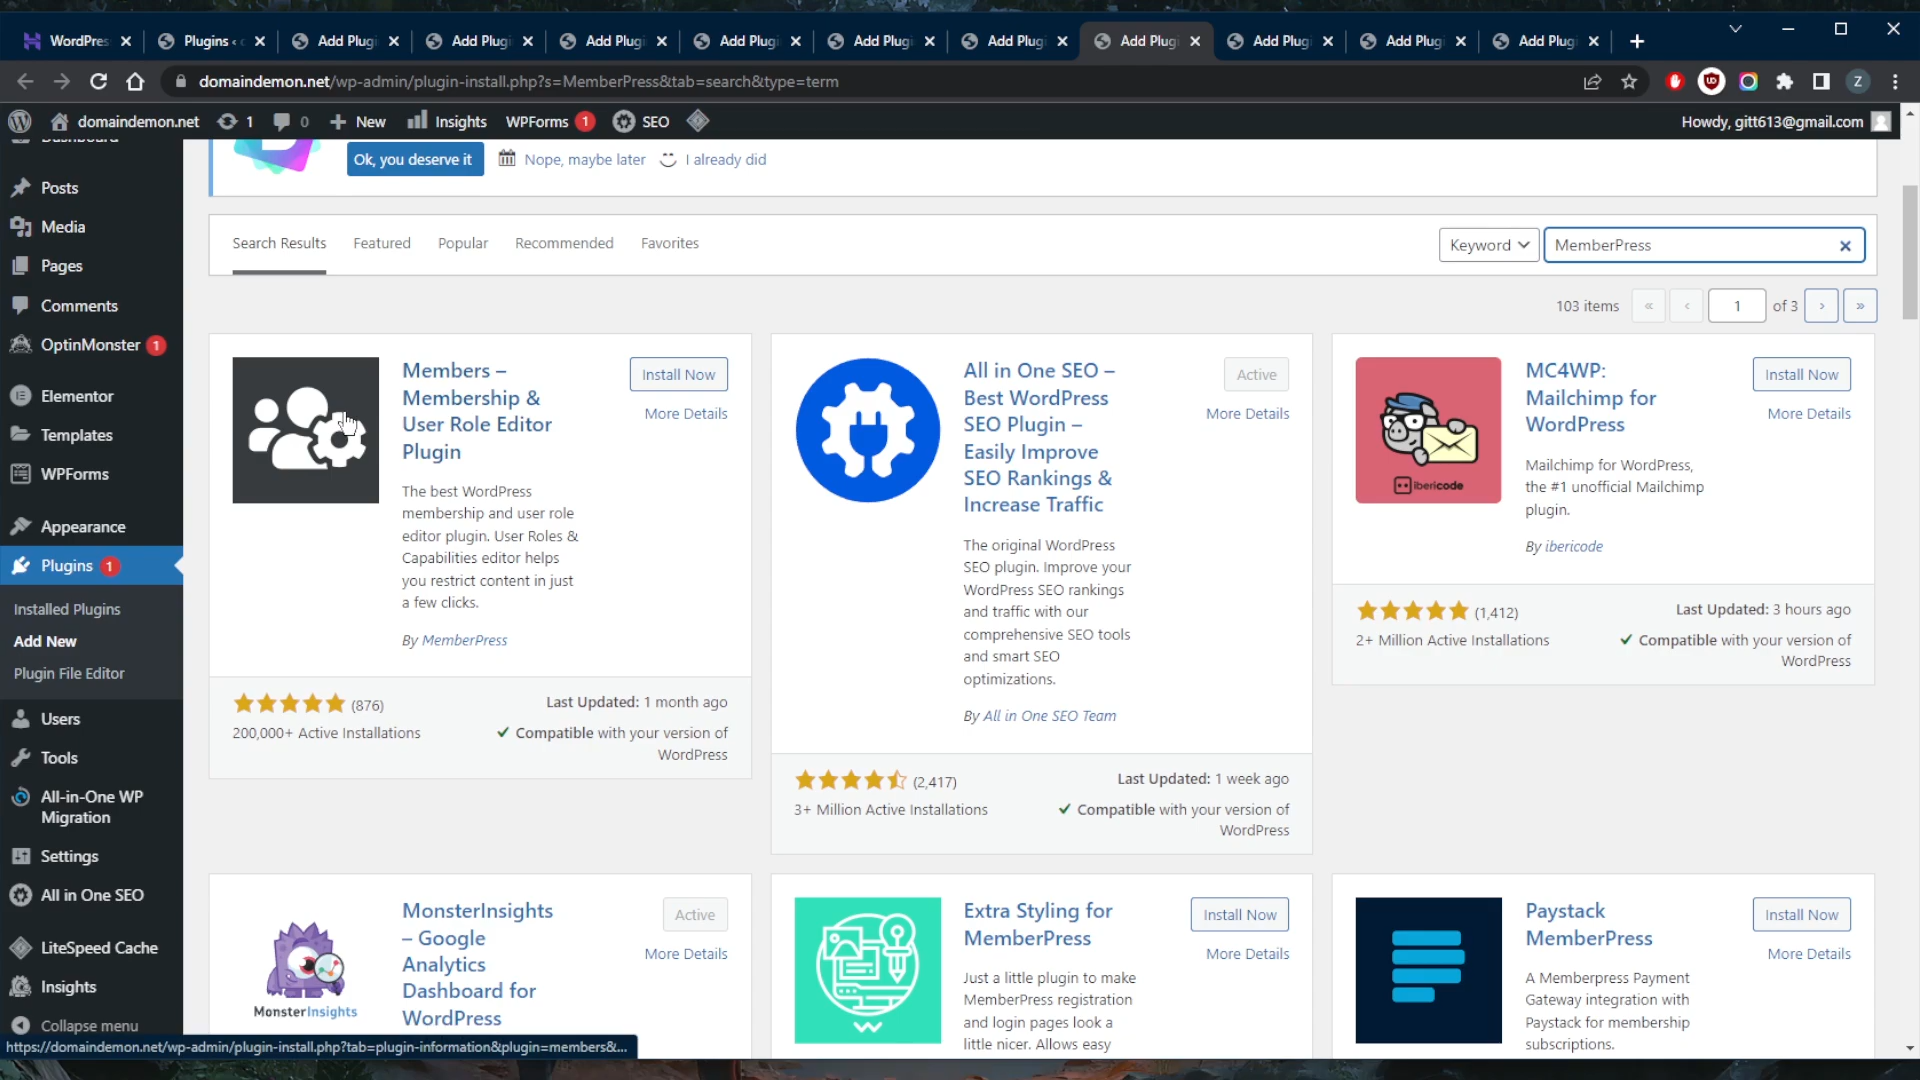 WordPres
Plugins ‹
Add Plug
Add Plug
Add Plug
Add Plug
Add Plug
Add Plug
Add Plug
Add Plug
Add Plug
Add Plug
domaindemon.net/wp-admin/plugin-install.php?s=MemberPress&tab=search&type=term
Z
domaindemon.net
1
0
New
Insights
WPForms 1
SEO
Howdy, gitt613@gmail.com
Posts
Media
Pages
Comments
OptinMonster 1
Elementor
Templates
WPForms
Appearance
Plugins 1
Installed Plugins
Add New
Plugin File Editor
Users
Tools
All-in-One WP
Migration
Settings
All in One SEO
LiteSpeed Cache
Insights
Collapse menu
Ok, you deserve it
Nope, maybe later
I already did
Search Results
Featured
Popular
Recommended
Favorites
Keyword
MemberPress
103 items
«
‹
1
of 3
›
»
Members –
Membership &
User Role Editor
Plugin
Install Now
More Details
The best WordPress
membership and user role
editor plugin. User Roles &
Capabilities editor helps
you restrict content in just
a few clicks.
By MemberPress
(876)
200,000+ Active Installations
Last Updated: 1 month ago
Compatible with your version of
WordPress
All in One SEO –
Best WordPress
SEO Plugin –
Easily Improve
SEO Rankings &
Increase Traffic
Active
More Details
The original WordPress
SEO plugin. Improve your
WordPress SEO rankings
and traffic with our
comprehensive SEO tools
and smart SEO
optimizations.
By All in One SEO Team
(2,417)
3+ Million Active Installations
Last Updated: 1 week ago
Compatible with your version of
WordPress
ibericode
MC4WP:
Mailchimp for
WordPress
Install Now
More Details
Mailchimp for WordPress,
the #1 unofficial Mailchimp
plugin.
By ibericode
(1,412)
2+ Million Active Installations
Last Updated: 3 hours ago
Compatible with your version of
WordPress
MonsterInsights
MonsterInsights
– Google
Analytics
Dashboard for
WordPress
Active
More Details
Extra Styling for
MemberPress
Install Now
More Details
Just a little plugin to make
MemberPress registration
and login pages look a
little nicer. Allows easy
Paystack
MemberPress
Install Now
More Details
A Memberpress Payment
Gateway integration with
Paystack for membership
subscriptions.
https://domaindemon.net/wp-admin/plugin-install.php?tab=plugin-information&plugin=members&...